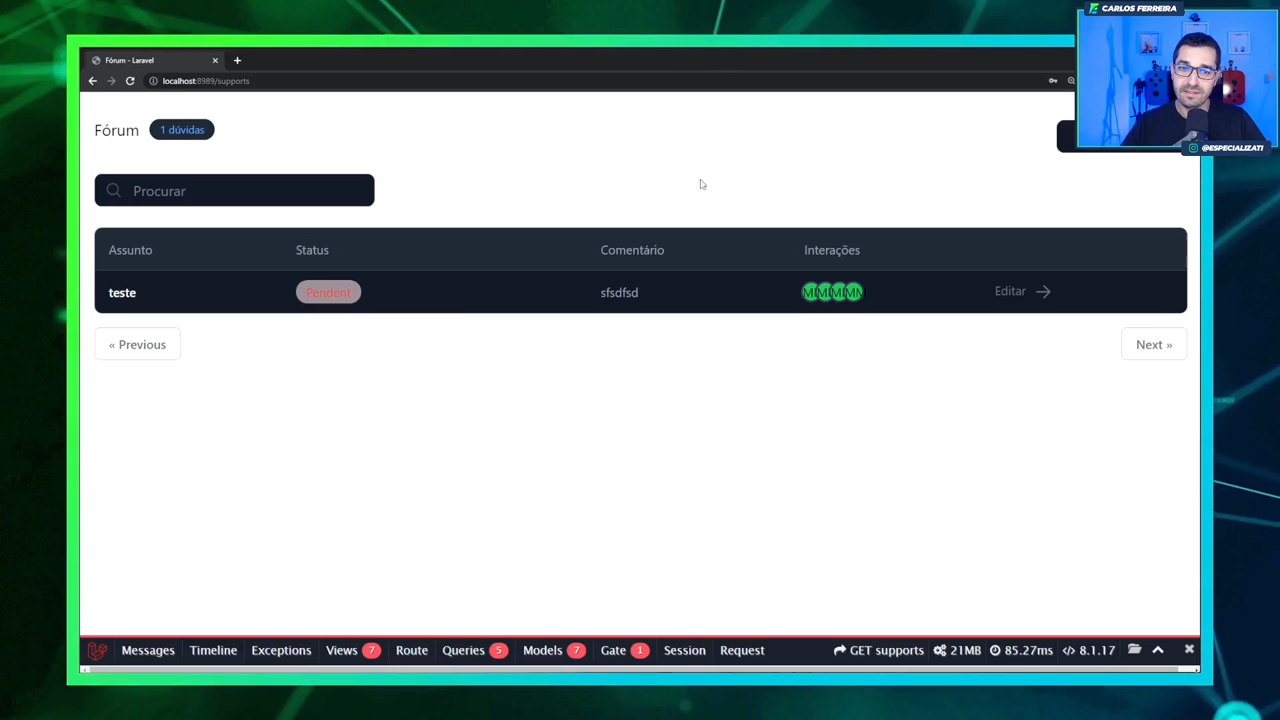 CARLOS FERREIRA
Fórum - Laravel
localhost:8989/supports
@ESPECIALIZATI
Fórum 1 dúvidas
Procurar
Assunto Status Comentário Interações
teste Pendent sfsdfsd Editar
« Previous Next »
Messages Timeline Exceptions Views 7 Route Queries 5 Models 7 Gate 1 Session Request GET supports 21MB 85.27ms 8.1.17